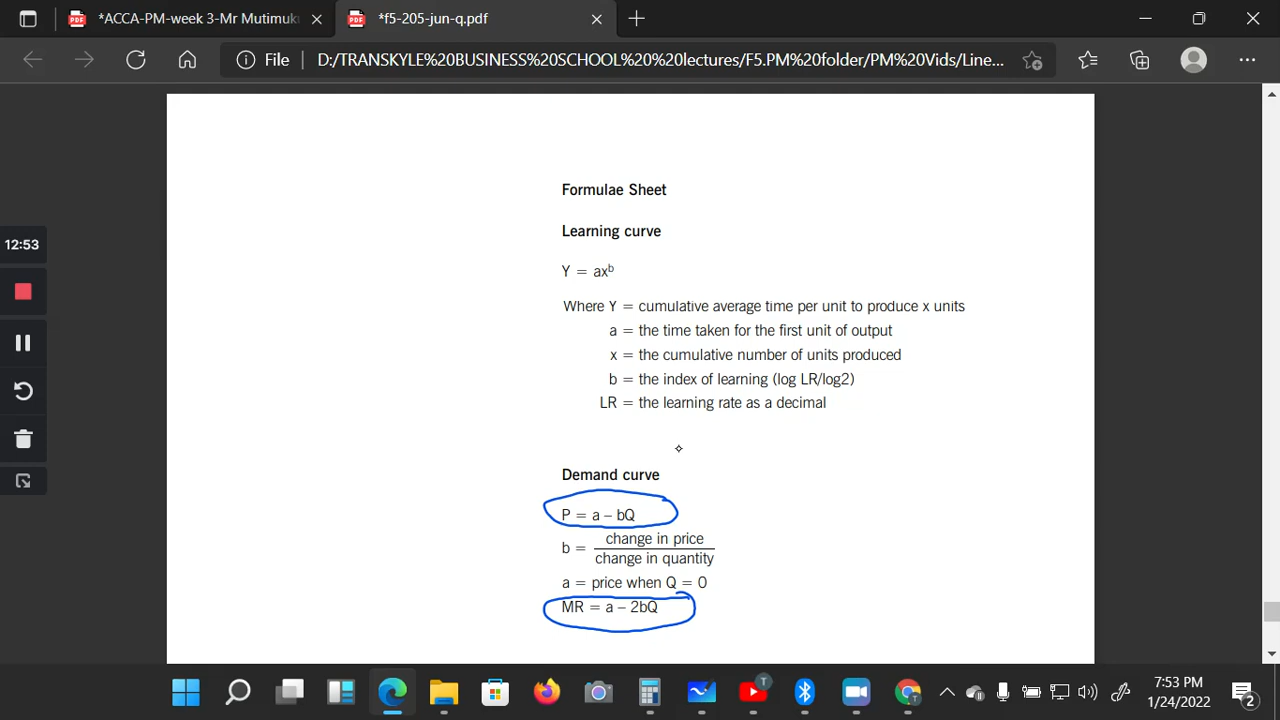 *ACCA-PM-week 3-Mr Mutimuku
*f5-205-jun-q.pdf
File
D:/TRANSKYLE%20BUSINESS%20SCHOOL%20%20lectures/F5.PM%20folder/PM%20Vids/Line...
12:53
Formulae Sheet
Learning curve
Y = axᵇ
Where Y = cumulative average time per unit to produce x units
a = the time taken for the first unit of output
x = the cumulative number of units produced
b = the index of learning (log LR/log2)
LR = the learning rate as a decimal
Demand curve
P = a – bQ
b = change in price
change in quantity
a = price when Q = 0
MR = a – 2bQ
7:53 PM
1/24/2022
2